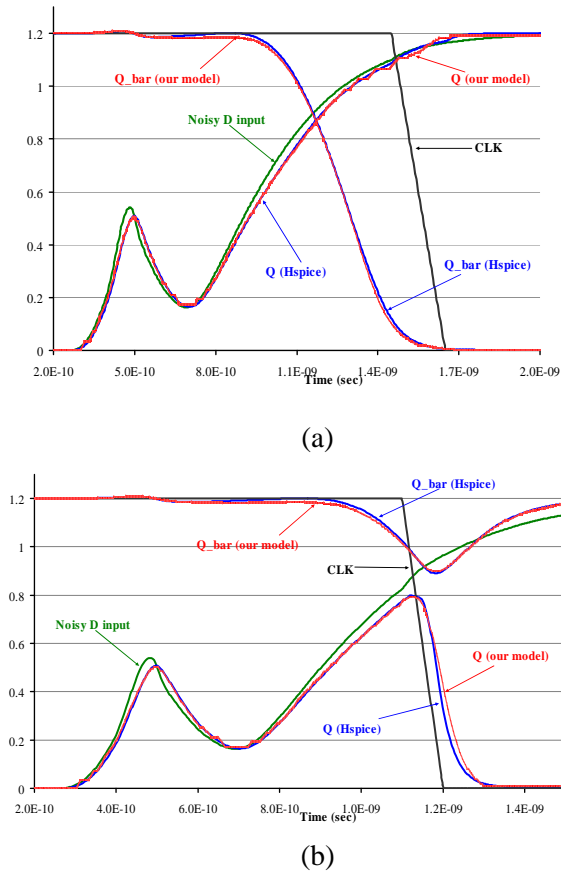 1.2
Q_bar (our model)
Q (our model)
1
Noisy D input
0.8
CLK
0.6
0.4
Q (Hspice)
Q_bar (Hspice)
0.2
0
2.0E-10 5.0E-10 8.0E-10 1.1E-09 1.4E-09 1.7E-09 2.0E-09
Time (sec)
(a)
Q_bar (Hspice)
1.2
Q_bar (our model)
1
CLK
0.8
Noisy D input
Q (our model)
0.6
0.4
Q (Hspice)
0.2
0
2.0E-10 4.0E-10 6.0E-10 8.0E-10 1.0E-09 1.2E-09 1.4E-09
Time (sec)
(b)